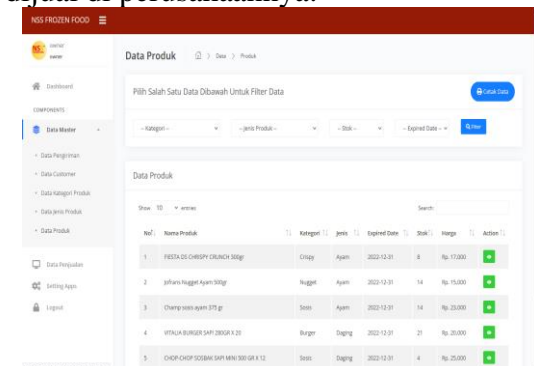 dijual di perusahaannya.
NSS FROZEN FOOD
owner
owner
Data Produk > Data > Produk
Dashboard
Pilih Salah Satu Data Dibawah Untuk Filter Data
Cetak Data
COMPONENTS
Data Master
-- Kategori -- -- Jenis Produk -- -- Stok -- -- Expired Date -- Filter
Data Pengiriman
Data Customer
Data Kategori Produk
Data Jenis Produk
Data Produk
Data Penjualan
Setting Apps
Logout
Data Produk
Show 10 entries Search:
No Nama Produk Kategori Jenis Expired Date Stok Harga Action
1 FIESTA DS CHRISPY CRUNCH 500gr Crispy Ayam 2022-12-31 8 Rp. 17,000
2 Jofrans Nugget Ayam 500gr Nugget Ayam 2022-12-31 14 Rp. 15,000
3 Champ sosis ayam 375 gr Sosis Ayam 2022-12-31 14 Rp. 23,000
4 VITALIA BURGER SAPI 280GR X 20 Burger Daging 2022-12-31 21 Rp. 20,000
5 CHOP-CHOP SOSBAK SAPI MINI 500 GR X 12 Sosis Daging 2022-12-31 4 Rp. 25,000